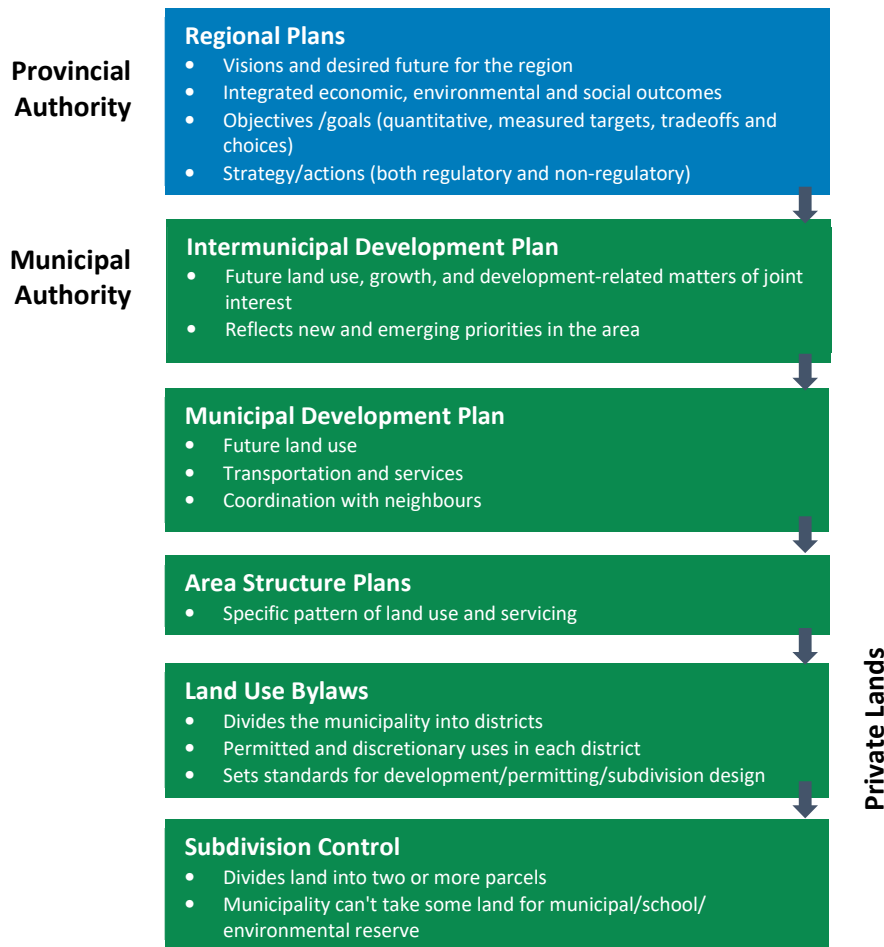 Provincial
Authority
Regional Plans
• Visions and desired future for the region
• Integrated economic, environmental and social outcomes
• Objectives /goals (quantitative, measured targets, tradeoffs and
choices)
• Strategy/actions (both regulatory and non-regulatory)
Municipal
Authority
Intermunicipal Development Plan
• Future land use, growth, and development-related matters of joint
interest
• Reflects new and emerging priorities in the area
Municipal Development Plan
• Future land use
• Transportation and services
• Coordination with neighbours
Area Structure Plans
• Specific pattern of land use and servicing
Land Use Bylaws
• Divides the municipality into districts
• Permitted and discretionary uses in each district
• Sets standards for development/permitting/subdivision design
Private Lands
Subdivision Control
• Divides land into two or more parcels
• Municipality can't take some land for municipal/school/
environmental reserve